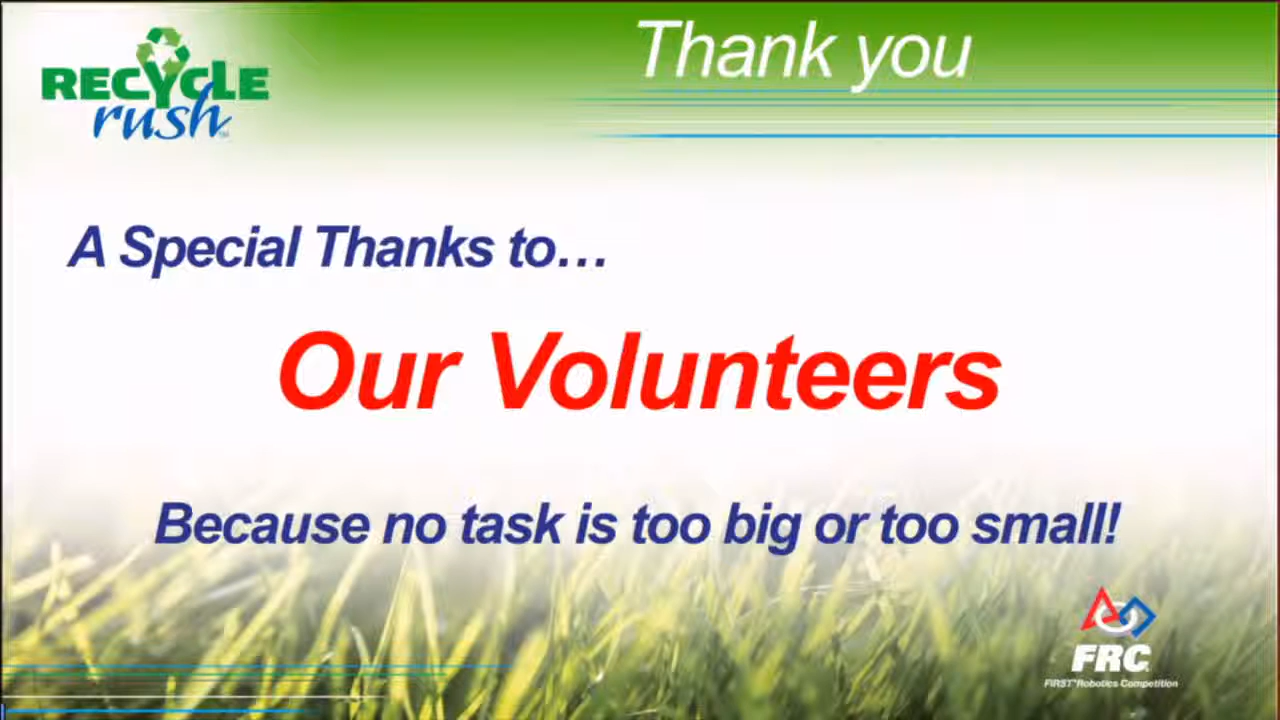 Thank you
RECYCLE
rush™
A Special Thanks to…
Our Volunteers
Because no task is too big or too small!
FRC
FIRST® Robotics Competition